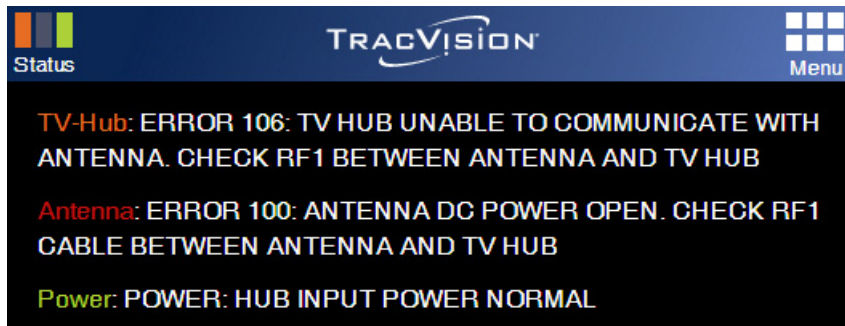 TRACVISION
Status
Menu
TV-Hub: ERROR 106: TV HUB UNABLE TO COMMUNICATE WITH
ANTENNA. CHECK RF1 BETWEEN ANTENNA AND TV HUB
Antenna: ERROR 100: ANTENNA DC POWER OPEN. CHECK RF1
CABLE BETWEEN ANTENNA AND TV HUB
Power: POWER: HUB INPUT POWER NORMAL